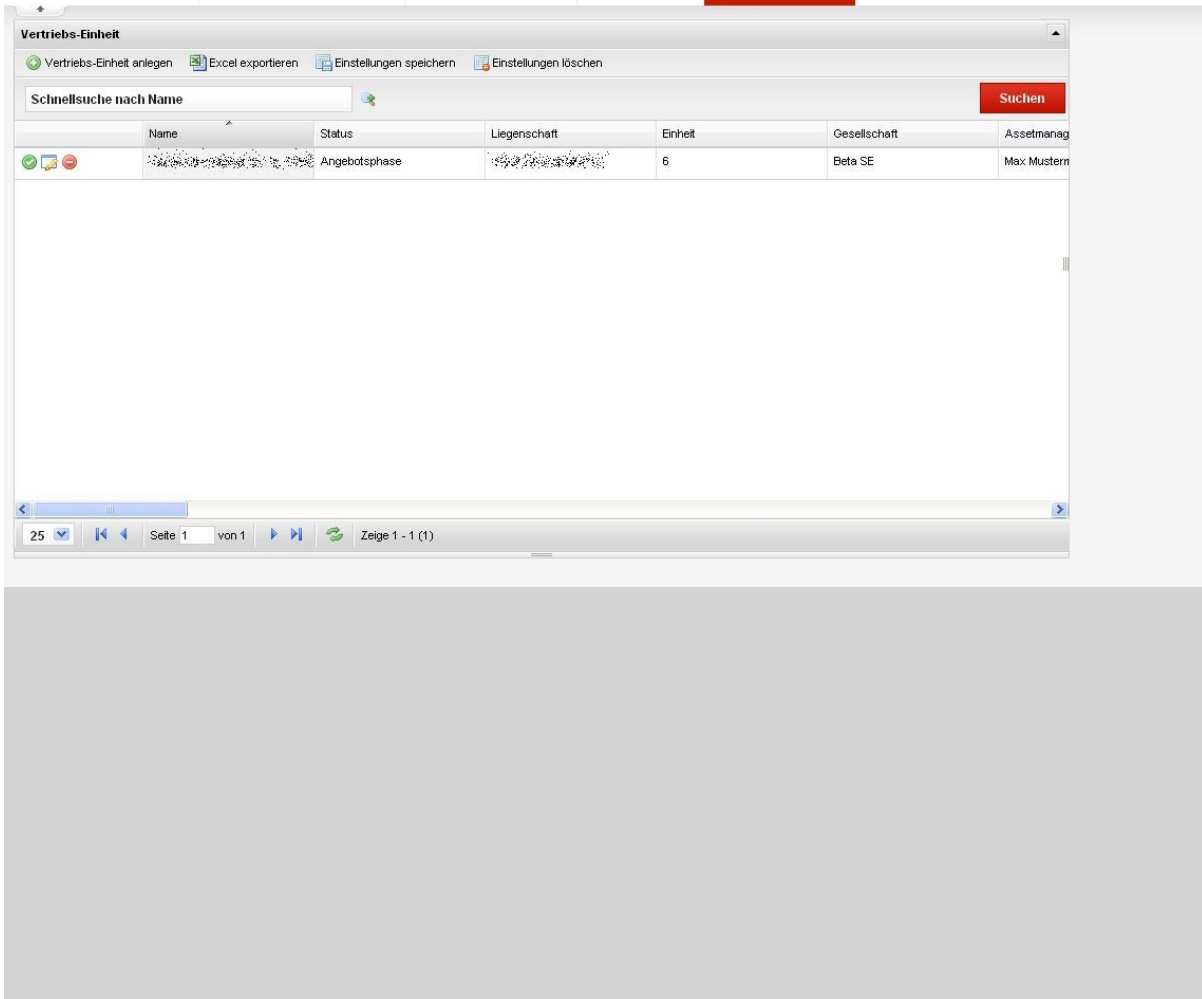 Vertriebs-Einheit
Vertriebs-Einheit anlegen Excel exportieren Einstellungen speichern Einstellungen löschen
Schnellsuche nach Name Suchen
Name Status Liegenschaft Einheit Gesellschaft Assetmanag
Angebotsphase 6 Beta SE Max Mustern
25 Seite 1 von 1 Zeige 1 - 1 (1)